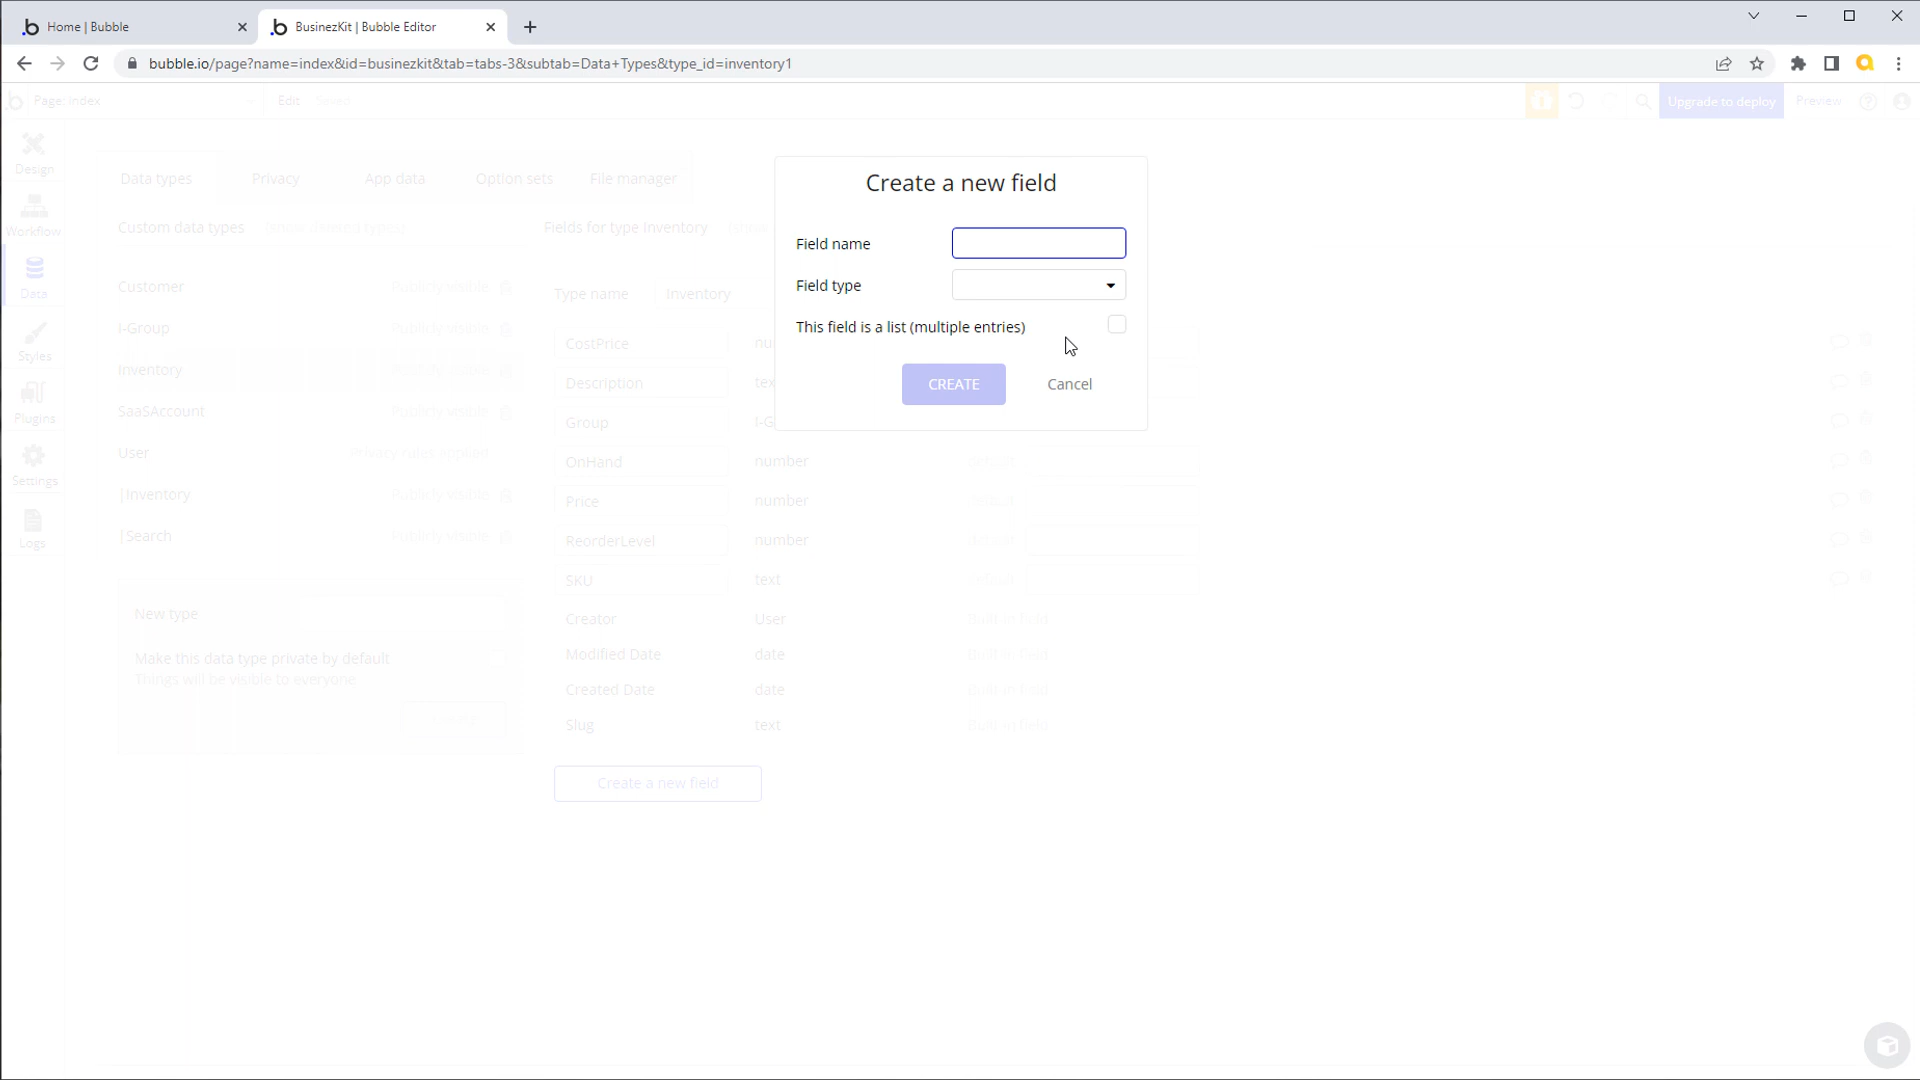 Home | Bubble
BusinezKit | Bubble Editor
bubble.io/page?name=index&id=businezkit&tab=tabs-3&subtab=Data+Types&type_id=inventory1
Page: index
Edit
Saved
Upgrade to deploy
Preview
Design
Workflow
Data
Styles
Plugins
Settings
Logs
Data types
Privacy
App data
Option sets
File manager
Custom data types
Fields for type Inventory
Customer Publicly visible
I-Group Publicly visible
Inventory Publicly visible
SaaSAccount Publicly visible
User Privacy rules applied
|Inventory Publicly visible
|Search Publicly visible
New type
Make this data type private by default
Things will be visible to everyone
Type name Inventory
CostPrice
Description
Group
OnHand number default
Price number default
ReorderLevel number default
SKU text default
Creator User Built-in field
Modified Date date Built-in field
Created Date date Built-in field
Slug text Built-in field
Create a new field
Create a new field
Field name
Field type
This field is a list (multiple entries)
CREATE
Cancel